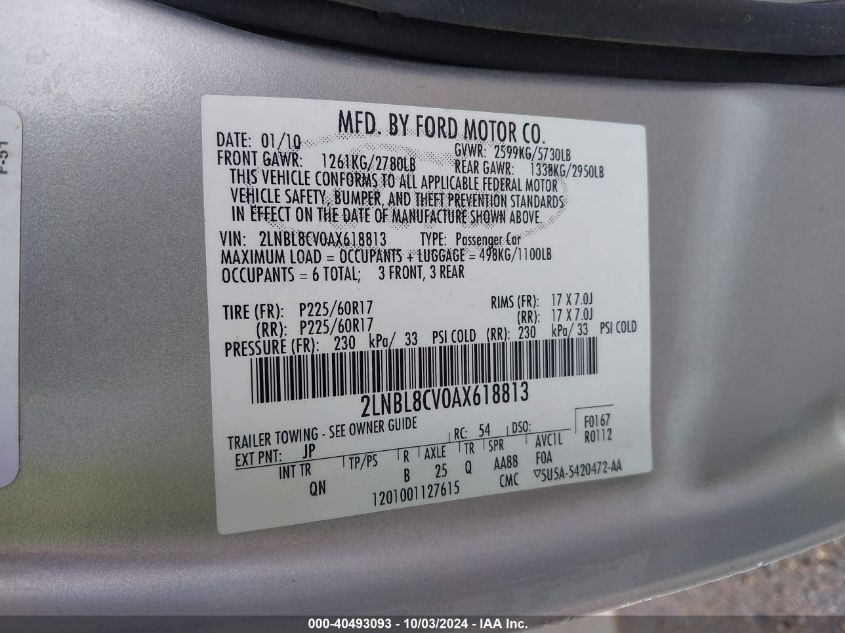 F-51
MFD. BY FORD MOTOR CO.
DATE: 01/10 GVWR: 2599KG/5730LB
FRONT GAWR: 1261KG/2780LB REAR GAWR: 1338KG/2950LB
THIS VEHICLE CONFORMS TO ALL APPLICABLE FEDERAL MOTOR
VEHICLE SAFETY, BUMPER, AND THEFT PREVENTION STANDARDS
IN EFFECT ON THE DATE OF MANUFACTURE SHOWN ABOVE.
VIN: 2LNBL8CV0AX618813 TYPE: Passenger Car
MAXIMUM LOAD = OCCUPANTS + LUGGAGE = 498KG/1100LB
OCCUPANTS = 6 TOTAL; 3 FRONT, 3 REAR
TIRE (FR): P225/60R17 RIMS (FR): 17 X 7.0J
(RR): P225/60R17 (RR): 17 X 7.0J
PRESSURE (FR): 230 kPa/ 33 PSI COLD (RR): 230 kPa/ 33 PSI COLD
2LNBL8CV0AX618813
TRAILER TOWING - SEE OWNER GUIDE
EXT PNT: JP RC: 54 DSO: F0167
INT TR TP/PS R AXLE TR SPR AVC1L R0112
QN B 25 Q AA88 F0A
1201001127615 CMC ▽5U5A-5420472-AA
000-40493093 - 10/03/2024 - IAA Inc.